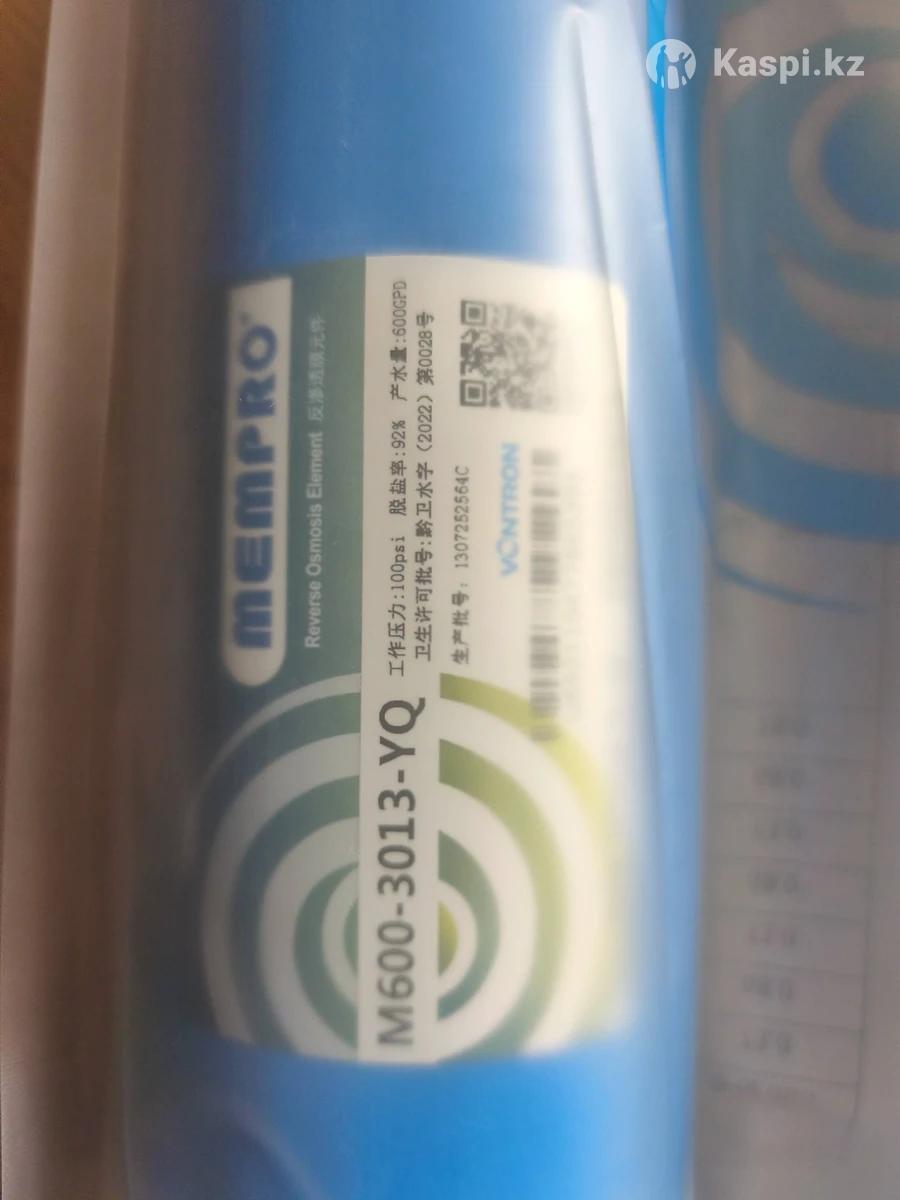 Kaspi.kz
MEMPRO
Reverse Osmosis Element 反渗透膜元件
M600-3013-YQ
工作压力:100psi 脱盐率:92% 产水量:600GPD
卫生许可批号:黔卫水字(2022)第0028号
生产批号: 1307252564C
VONTRON